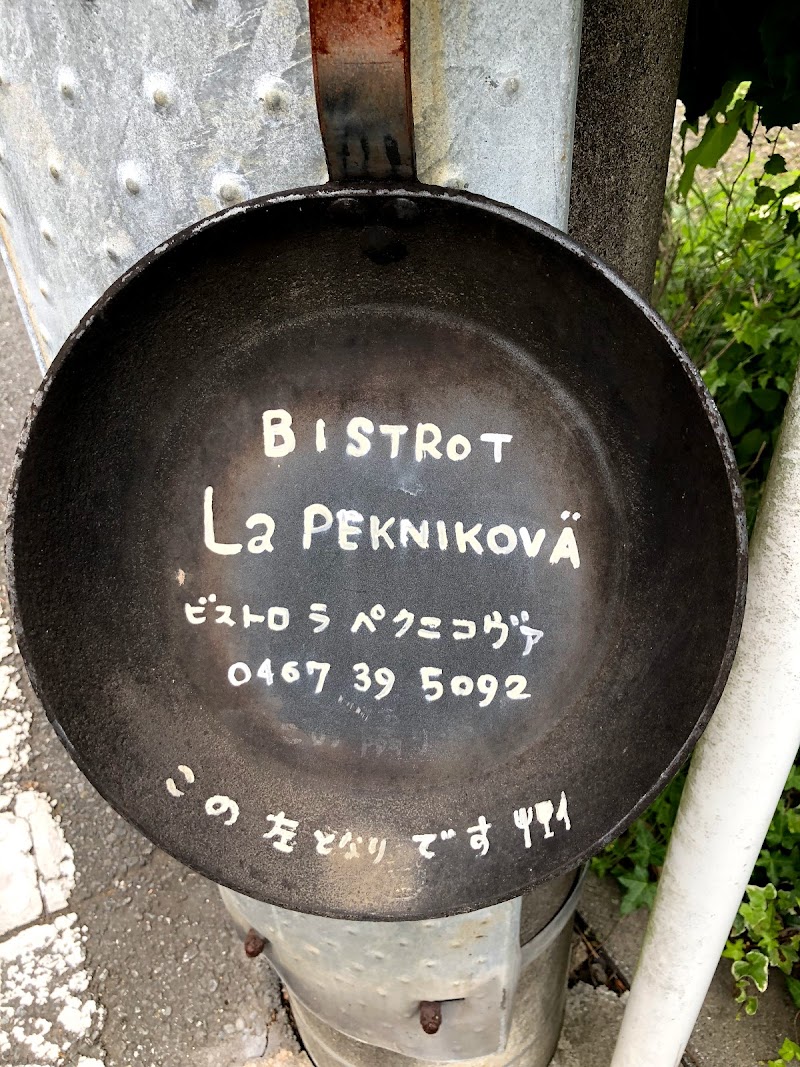 BISTROT
La PEKNIKOVÄ
ビストロ ラ ペクニコヴァ
0467 39 5092
この 左 となり です